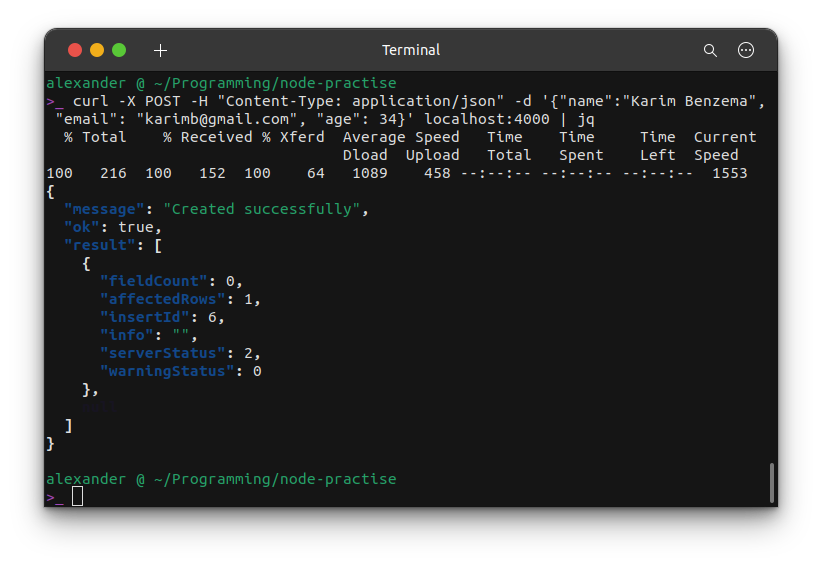 Terminal
alexander @ ~/Programming/node-practise
>_ curl -X POST -H "Content-Type: application/json" -d '{"name":"Karim Benzema",
"email": "karimb@gmail.com", "age": 34}' localhost:4000 | jq
% Total % Received % Xferd Average Speed Time Time Time Current
Dload Upload Total Spent Left Speed
100 216 100 152 100 64 1089 458 --:--:-- --:--:-- --:--:-- 1553
{
"message": "Created successfully",
"ok": true,
"result": [
{
"fieldCount": 0,
"affectedRows": 1,
"insertId": 6,
"info": "",
"serverStatus": 2,
"warningStatus": 0
},
]
}
alexander @ ~/Programming/node-practise
>_